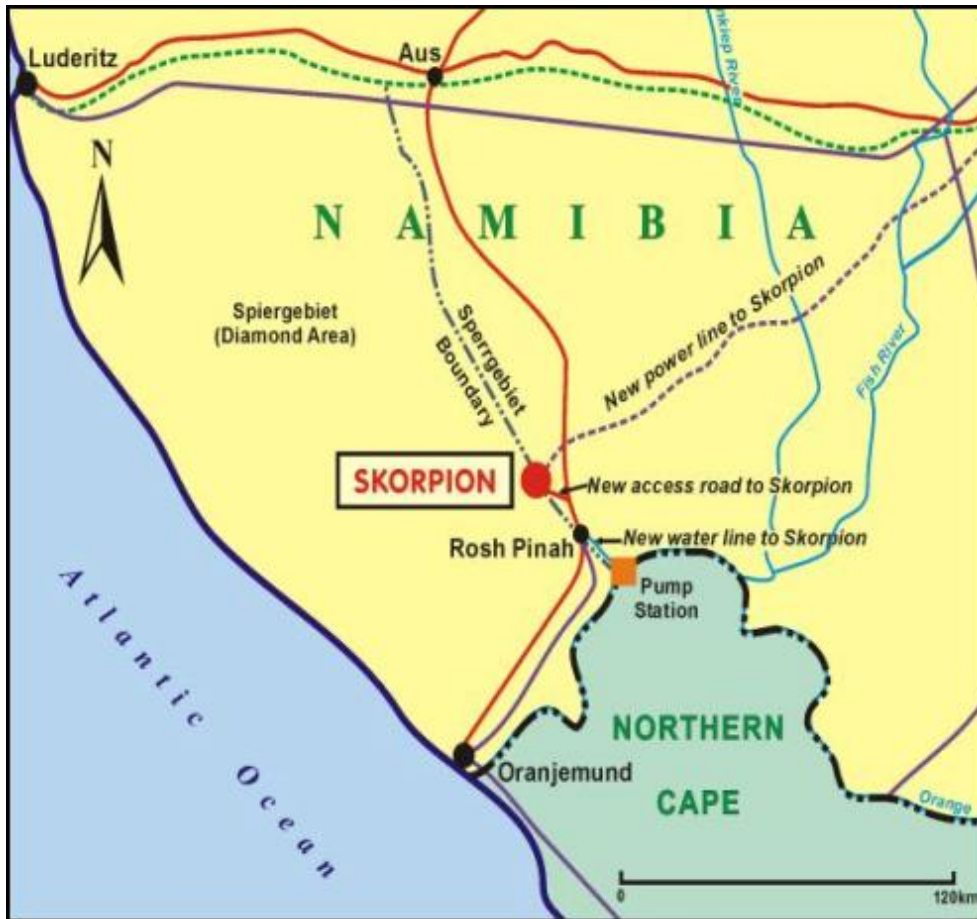 Luderitz
Aus
nkiep River
N
NAMIBIA
Spiergebiet
(Diamond Area)
Sperrgebiet
Boundary
New power line to Skorpion
Fish River
SKORPION
New access road to Skorpion
Rosh Pinah
New water line to Skorpion
Pump
Station
Atlantic Ocean
NORTHERN
CAPE
Oranjemund
Orange
0
120km